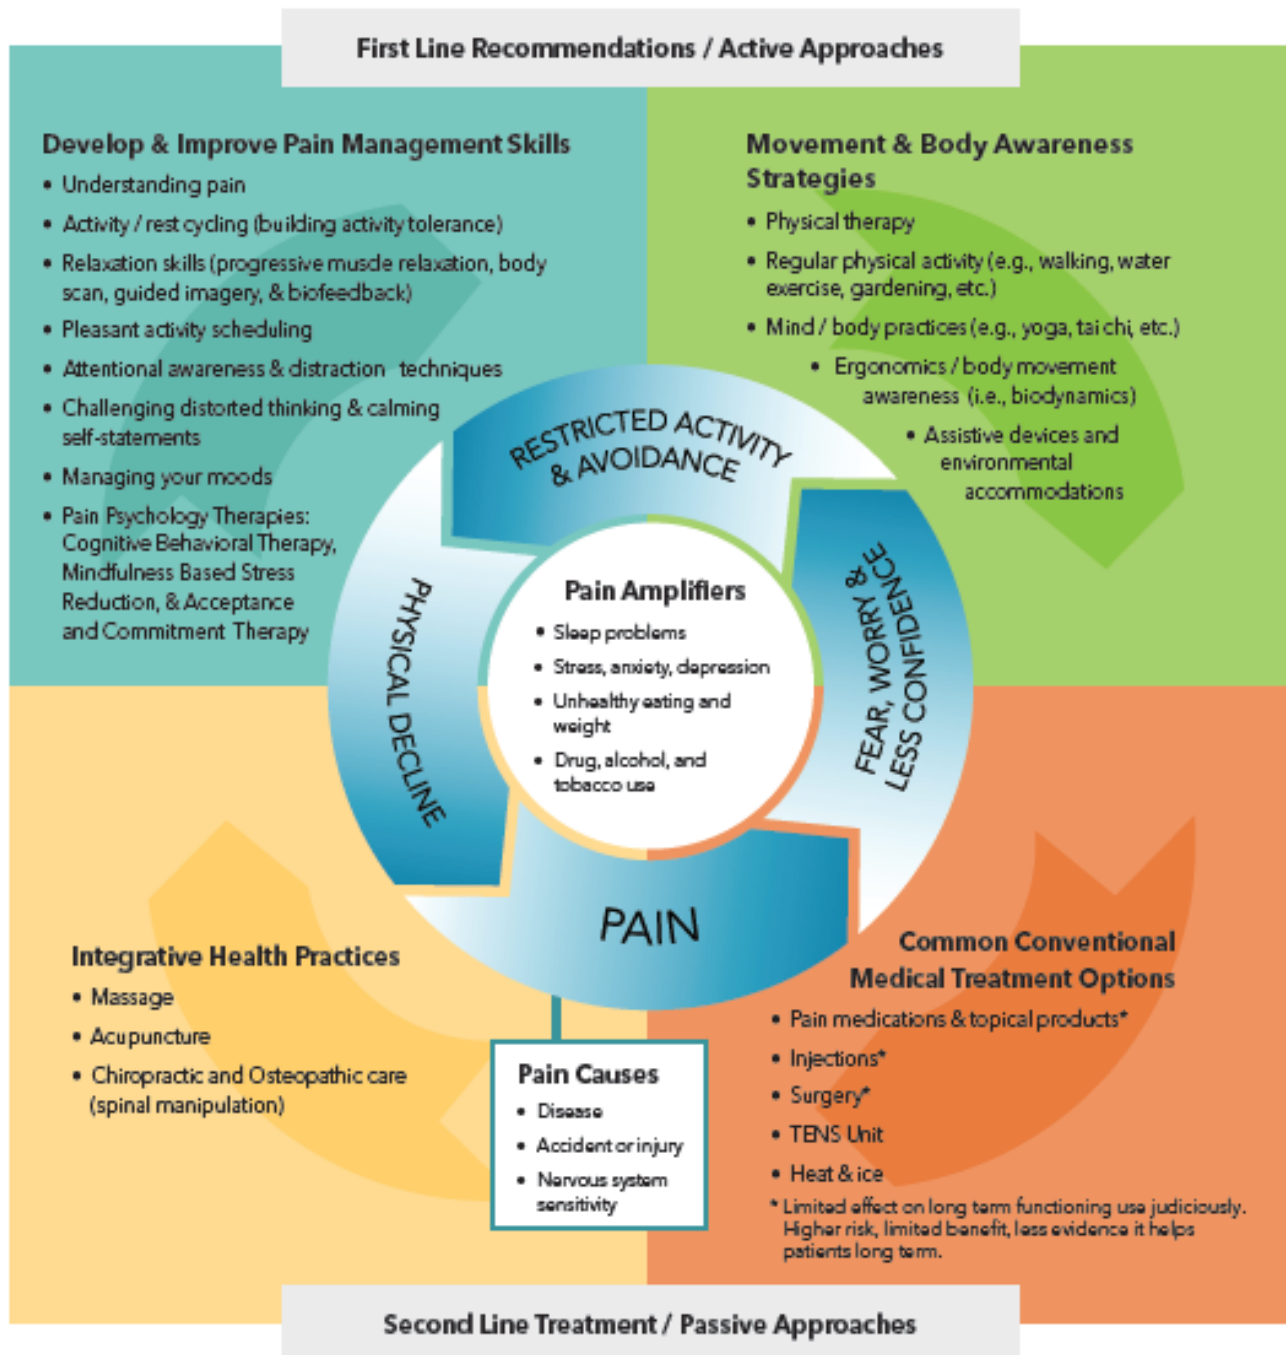 First Line Recommendations / Active Approaches
Develop & Improve Pain Management Skills
• Understanding pain
• Activity / rest cycling (building activity tolerance)
• Relaxation skills (progressive muscle relaxation, body
scan, guided imagery, & biofeedback)
• Pleasant activity scheduling
• Attentional awareness & distraction techniques
• Challenging distorted thinking & calming
self-statements
• Managing your moods
• Pain Psychology Therapies:
Cognitive Behavioral Therapy,
Mindfulness Based Stress
Reduction, & Acceptance
and Commitment Therapy
Movement & Body Awareness
Strategies
• Physical therapy
• Regular physical activity (e.g., walking, water
exercise, gardening, etc.)
• Mind / body practices (e.g., yoga, tai chi, etc.)
• Ergonomics / body movement
awareness (i.e., biodynamics)
• Assistive devices and
environmental
accommodations
RESTRICTED ACTIVITY
& AVOIDANCE
FEAR, WORRY &
LESS CONFIDENCE
PAIN
PHYSICAL DECLINE
Pain Amplifiers
• Sleep problems
• Stress, anxiety, depression
• Unhealthy eating and
weight
• Drug, alcohol, and
tobacco use
Integrative Health Practices
• Massage
• Acupuncture
• Chiropractic and Osteopathic care
(spinal manipulation)
Pain Causes
• Disease
• Accident or injury
• Nervous system
sensitivity
Common Conventional
Medical Treatment Options
• Pain medications & topical products*
• Injections*
• Surgery*
• TENS Unit
• Heat & ice
* Limited effect on long term functioning use judiciously.
Higher risk, limited benefit, less evidence it helps
patients long term.
Second Line Treatment / Passive Approaches